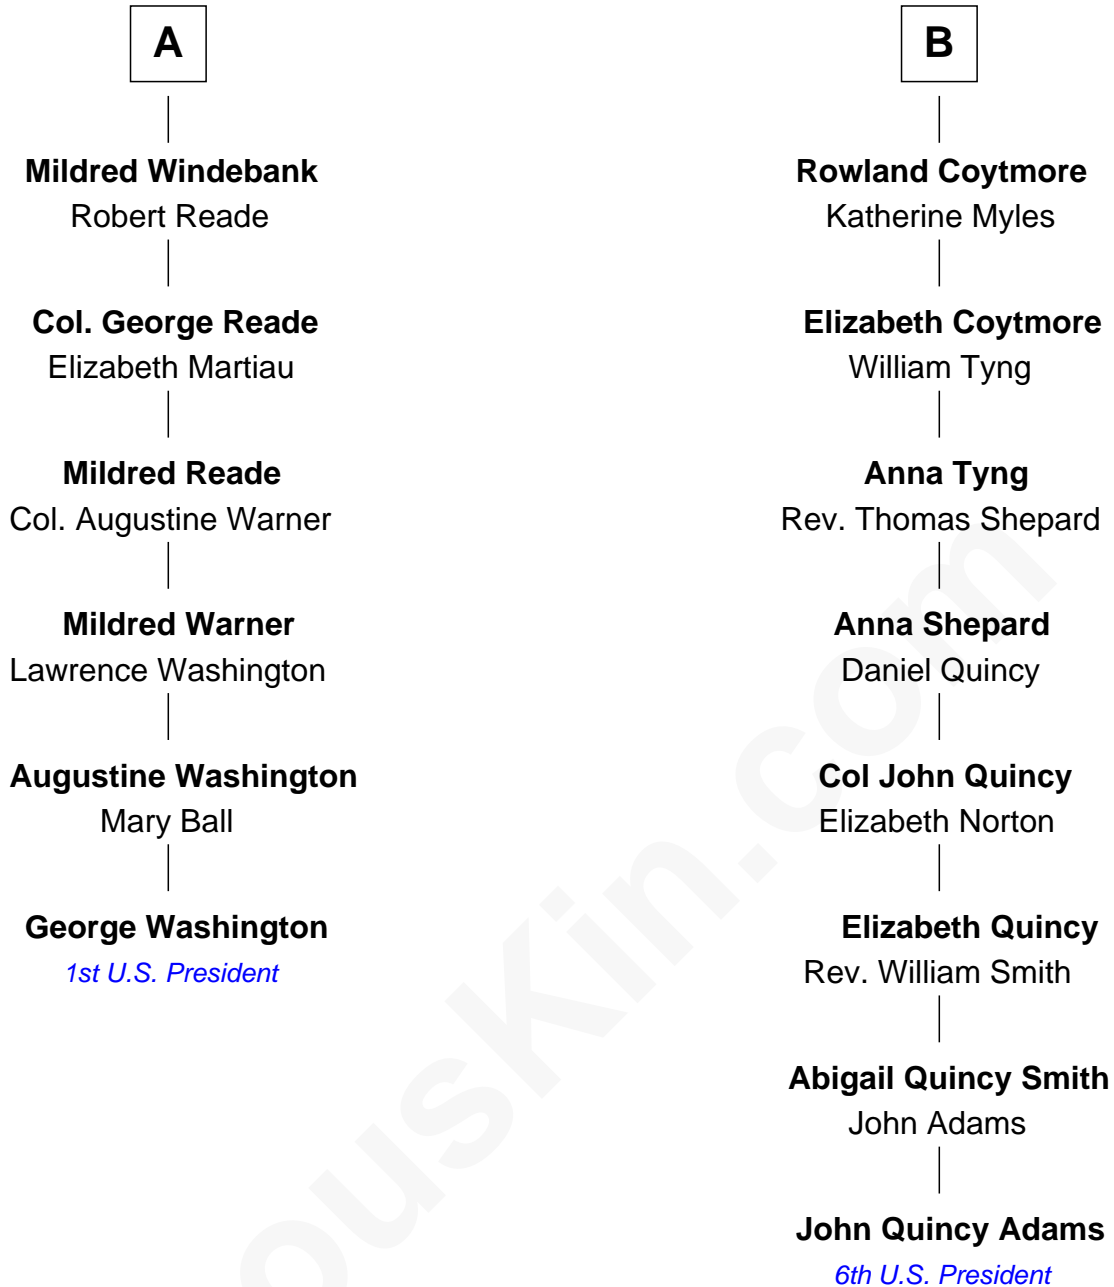 A
Mildred Windebank
Robert Reade
Col. George Reade
Elizabeth Martiau
Mildred Reade
Col. Augustine Warner
Mildred Warner
Lawrence Washington
Augustine Washington
Mary Ball
George Washington
1st U.S. President
B
Rowland Coytmore
Katherine Myles
Elizabeth Coytmore
William Tyng
Anna Tyng
Rev. Thomas Shepard
Anna Shepard
Daniel Quincy
Col John Quincy
Elizabeth Norton
Elizabeth Quincy
Rev. William Smith
Abigail Quincy Smith
John Adams
John Quincy Adams
6th U.S. President
ousKin.com